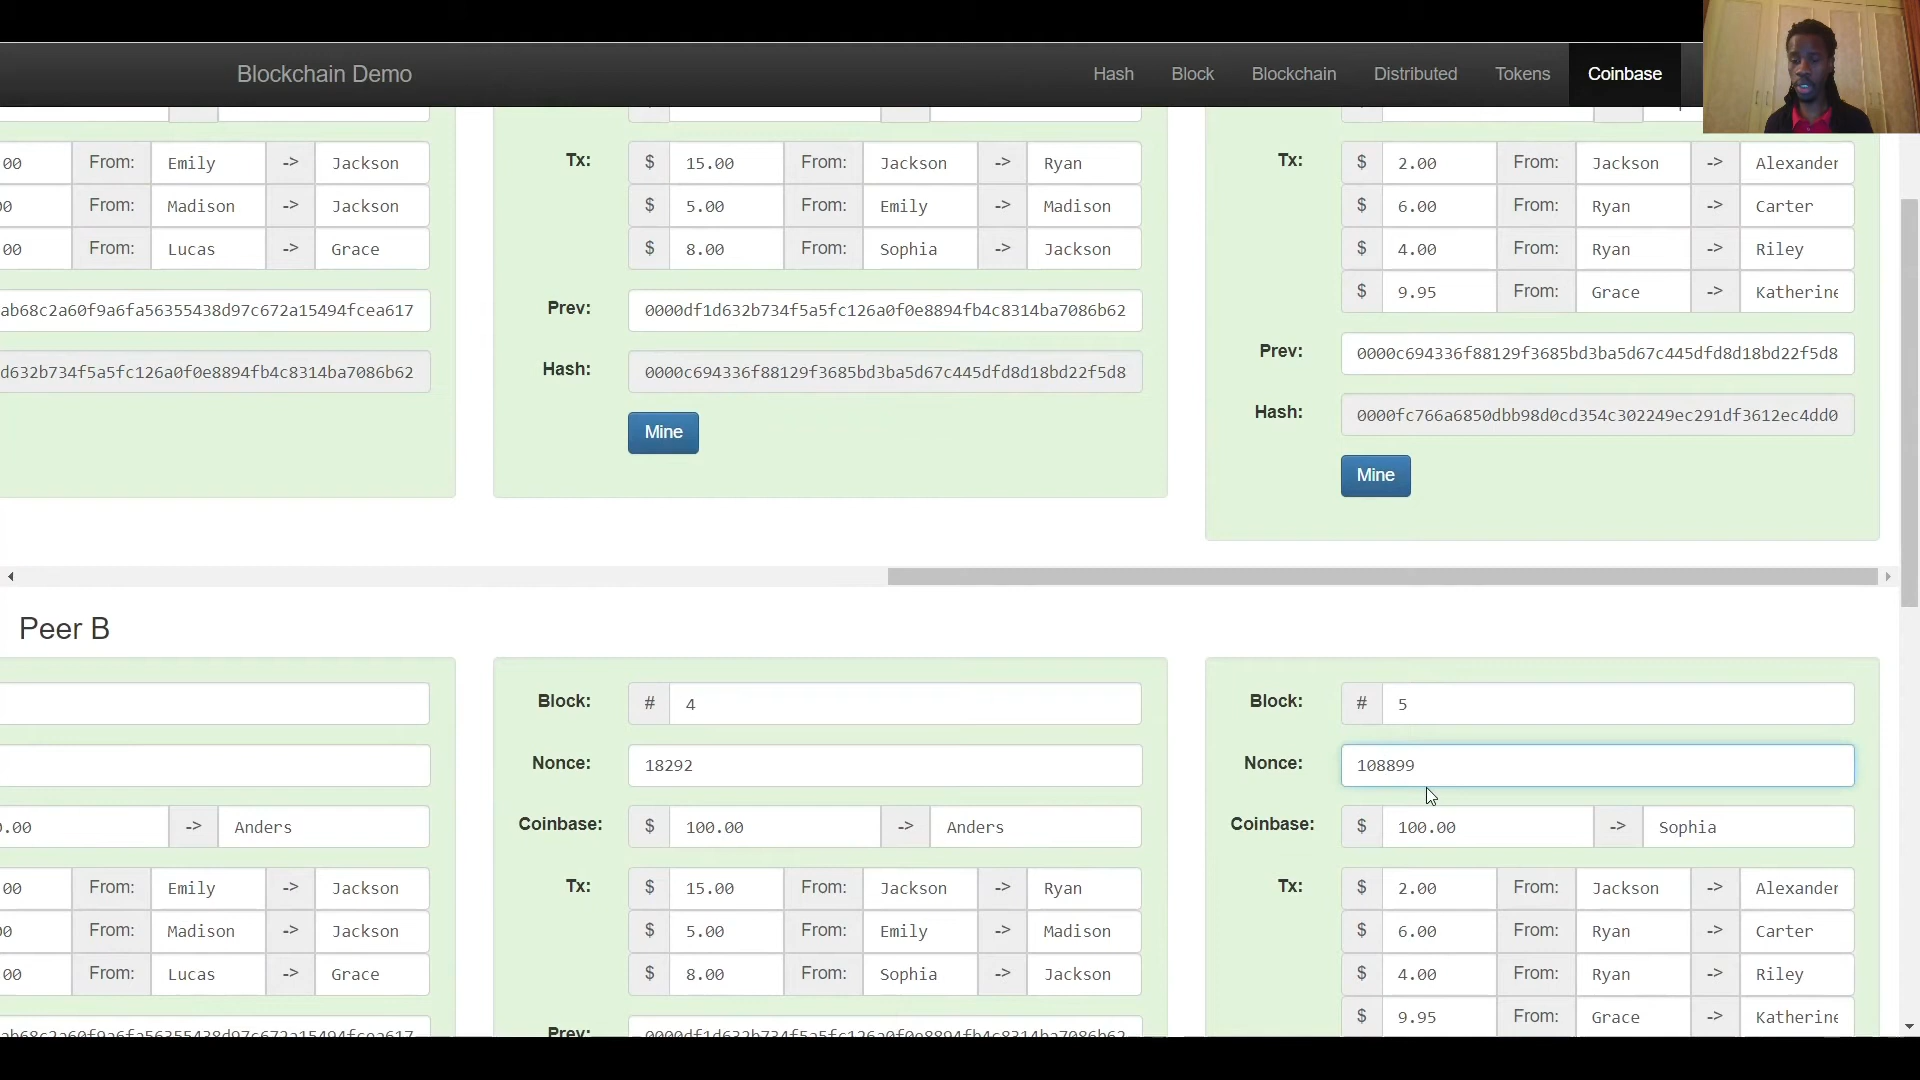 Blockchain Demo Hash Block Blockchain Distributed Tokens Coinbase
00 From: Emily -> Jackson
From: Madison -> Jackson
00 From: Lucas -> Grace
ab68c2a60f9a6fa56355438d97c672a15494fcea617
d632b734f5a5fc126a0f0e8894fb4c8314ba7086b62
Tx: $ 15.00 From: Jackson -> Ryan
$ 5.00 From: Emily -> Madison
$ 8.00 From: Sophia -> Jackson
Prev: 0000df1d632b734f5a5fc126a0f0e8894fb4c8314ba7086b62
Hash: 0000c694336f88129f3685bd3ba5d67c445dfd8d18bd22f5d8
Mine
Tx: $ 2.00 From: Jackson -> Alexander
$ 6.00 From: Ryan -> Carter
$ 4.00 From: Ryan -> Riley
$ 9.95 From: Grace -> Katherine
Prev: 0000c694336f88129f3685bd3ba5d67c445dfd8d18bd22f5d8
Hash: 0000fc766a6850dbb98d0cd354c302249ec291df3612ec4dd0
Mine
Peer B
-> Anders
00 From: Emily -> Jackson
From: Madison -> Jackson
00 From: Lucas -> Grace
ab68c2a60f9a6fa56355438d97c672a15494fcea617
Block: # 4
Nonce: 18292
Coinbase: $ 100.00 -> Anders
Tx: $ 15.00 From: Jackson -> Ryan
$ 5.00 From: Emily -> Madison
$ 8.00 From: Sophia -> Jackson
Prev: 0000df1d632b734f5a5fc126a0f0e8894fb4c8314ba7086b62
Block: # 5
Nonce: 108899
Coinbase: $ 100.00 -> Sophia
Tx: $ 2.00 From: Jackson -> Alexander
$ 6.00 From: Ryan -> Carter
$ 4.00 From: Ryan -> Riley
$ 9.95 From: Grace -> Katherine